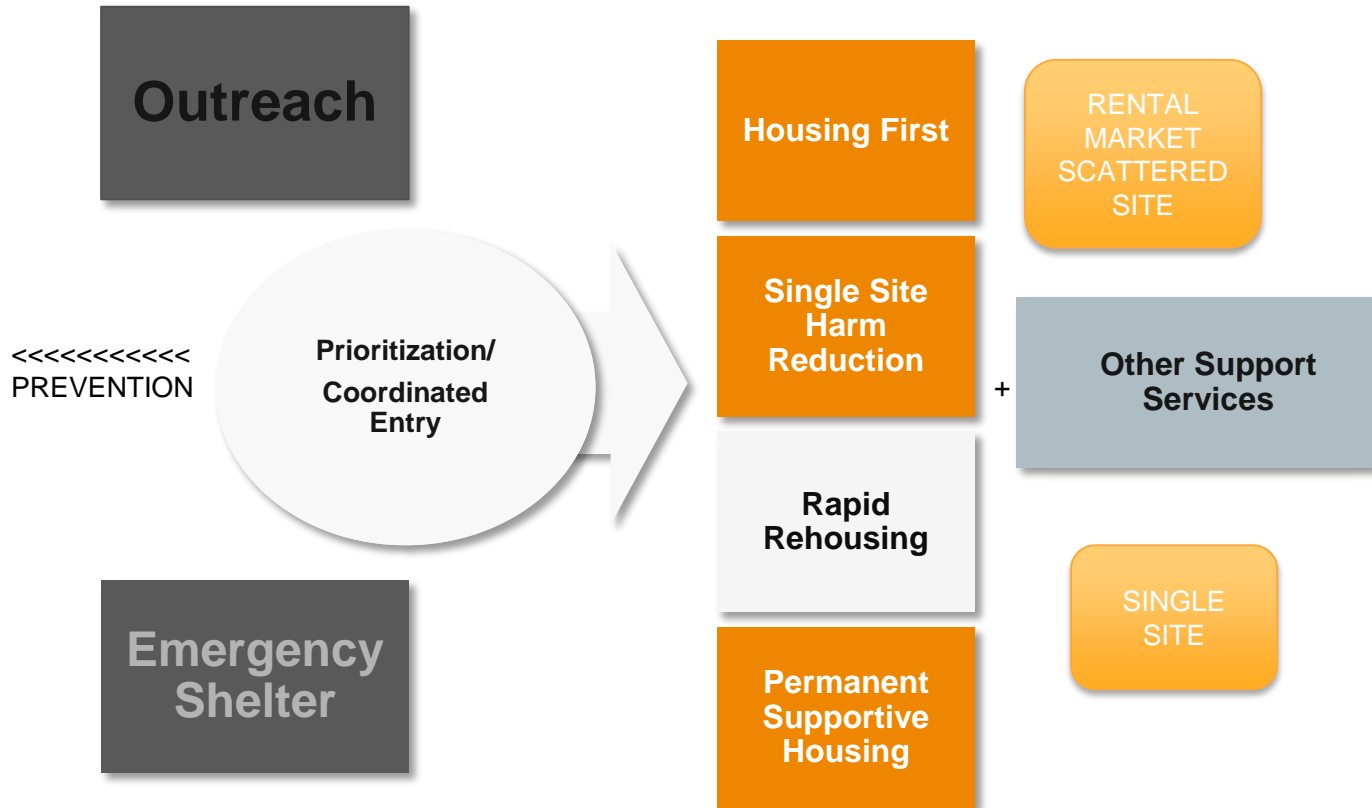 Outreach
<<<<<<<<<<<
PREVENTION
Prioritization/
Coordinated
Entry
Emergency
Shelter
Housing First
Single Site
Harm
Reduction
Rapid
Rehousing
Permanent
Supportive
Housing
+
RENTAL
MARKET
SCATTERED
SITE
Other Support
Services
SINGLE
SITE